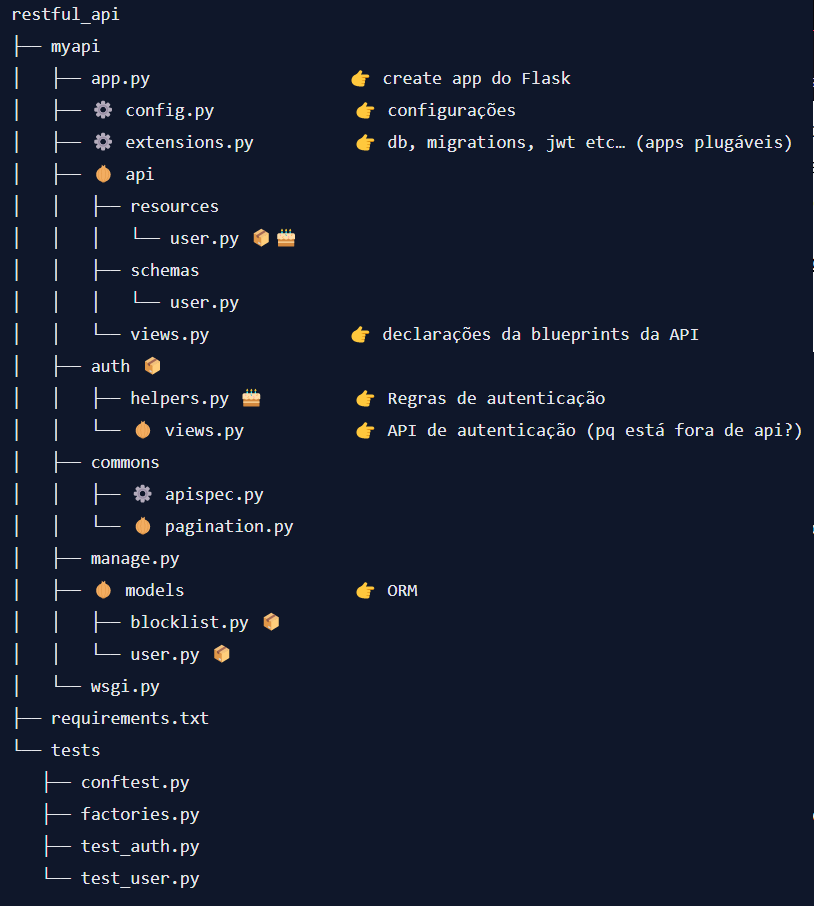 restful_api
├── myapi
│   ├── app.py                    👉 create app do Flask
│   ├── ⚙️ config.py              👉 configurações
│   ├── ⚙️ extensions.py          👉 db, migrations, jwt etc… (apps plugáveis)
│   ├── 🧅 api
│   │   ├── resources
│   │   │   └── user.py 📦🎂
│   │   ├── schemas
│   │   │   └── user.py
│   │   └── views.py              👉 declarações da blueprints da API
│   ├── auth 📦
│   │   ├── helpers.py 🎂         👉 Regras de autenticação
│   │   └── 🧅 views.py           👉 API de autenticação (pq está fora de api?)
│   ├── commons
│   │   ├── ⚙️ apispec.py
│   │   └── 🧅 pagination.py
│   ├── manage.py
│   ├── 🧅 models                 👉 ORM
│   │   ├── blocklist.py 📦
│   │   └── user.py 📦
│   └── wsgi.py
├── requirements.txt
└── tests
    ├── conftest.py
    ├── factories.py
    ├── test_auth.py
    └── test_user.py